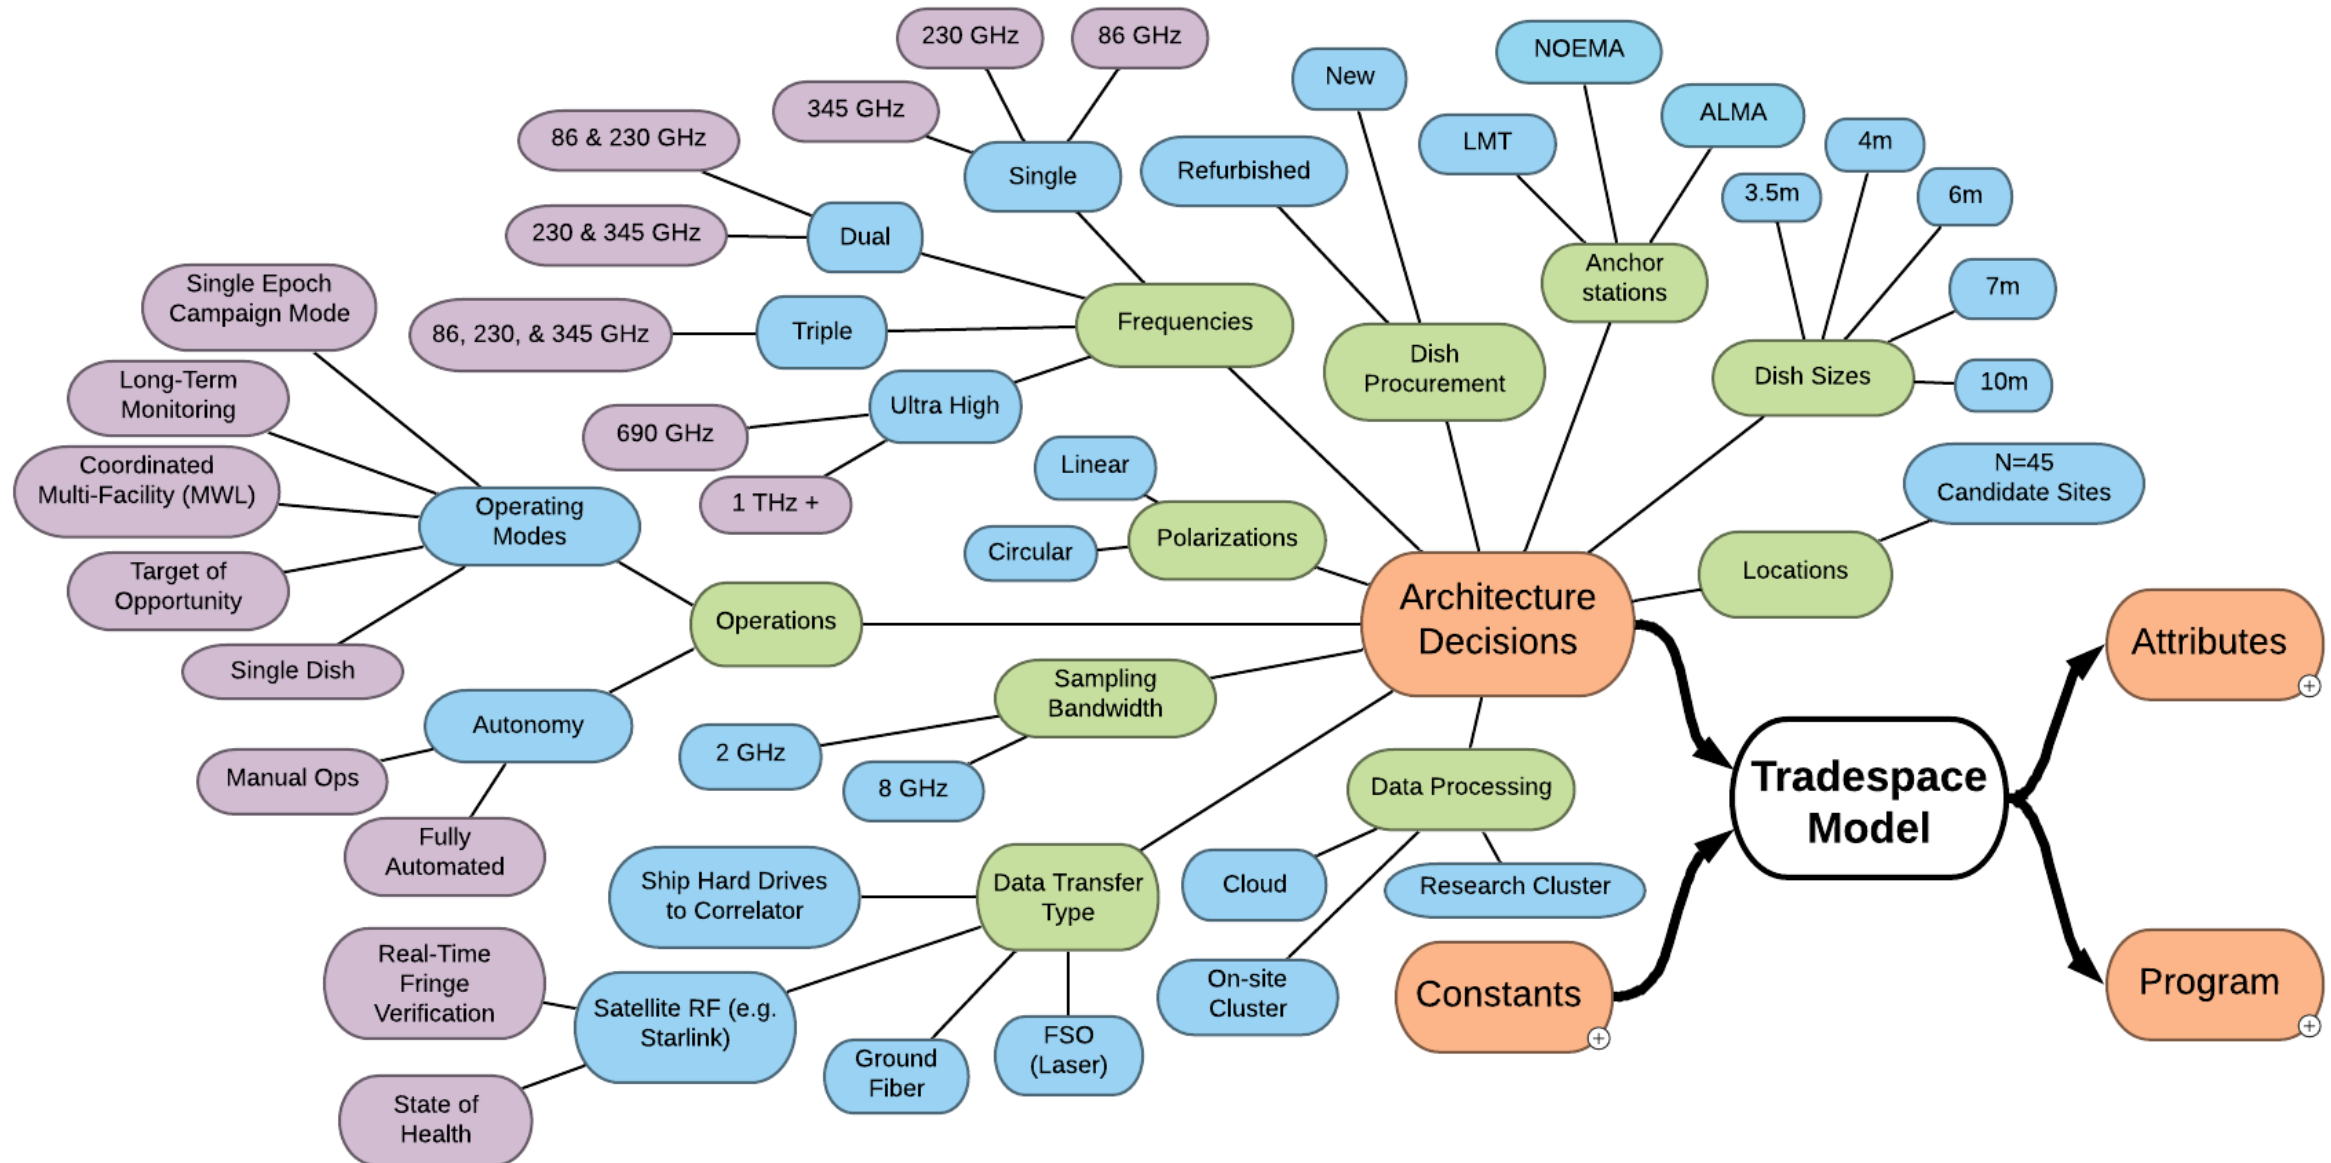 230 GHz
86 GHz
345 GHz
Single
86 & 230 GHz
230 & 345 GHz
Dual
86, 230, & 345 GHz
Triple
690 GHz
1 THz +
Ultra High
Frequencies
Refurbished
New
Dish
Procurement
LMT
NOEMA
ALMA
Anchor
stations
3.5m
4m
6m
7m
10m
Dish Sizes
N=45
Candidate Sites
Locations
Linear
Circular
Polarizations
Single Epoch
Campaign Mode
Long-Term
Monitoring
Coordinated
Multi-Facility (MWL)
Target of
Opportunity
Single Dish
Operating
Modes
Operations
Autonomy
Manual Ops
Fully
Automated
Architecture
Decisions
Sampling
Bandwidth
2 GHz
8 GHz
Data Processing
Cloud
Research Cluster
On-site
Cluster
Data Transfer
Type
Ship Hard Drives
to Correlator
Satellite RF (e.g.
Starlink)
Real-Time
Fringe
Verification
State of
Health
Ground
Fiber
FSO
(Laser)
Constants
Tradespace
Model
Attributes
Program